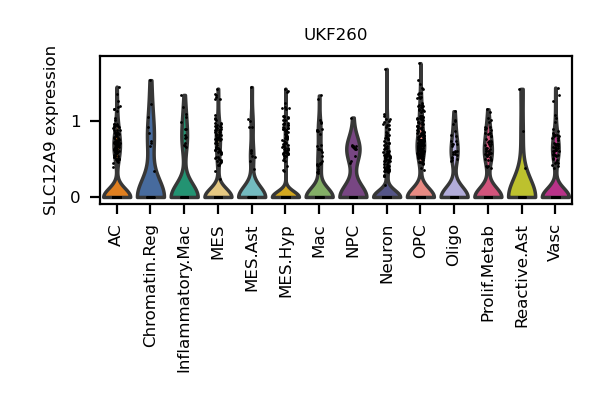 UKF260
SLC12A9 expression
1
0
AC
Chromatin.Reg
Inflammatory.Mac
MES
MES.Ast
MES.Hyp
Mac
NPC
Neuron
OPC
Oligo
Prolif.Metab
Reactive.Ast
Vasc